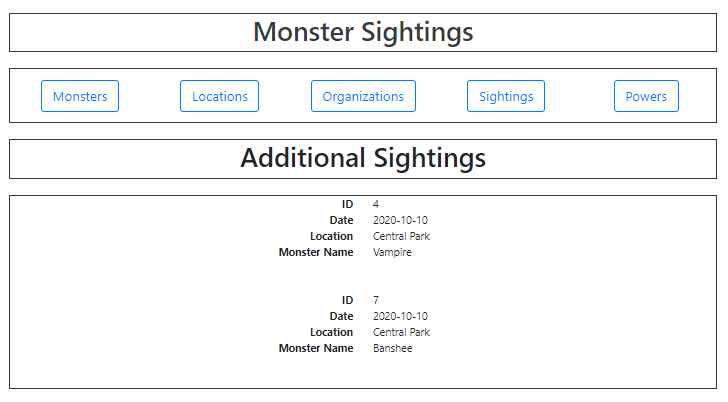 Monster Sightings
Monsters Locations Organizations Sightings Powers
Additional Sightings
ID 4
Date 2020-10-10
Location Central Park
Monster Name Vampire
ID 7
Date 2020-10-10
Location Central Park
Monster Name Banshee